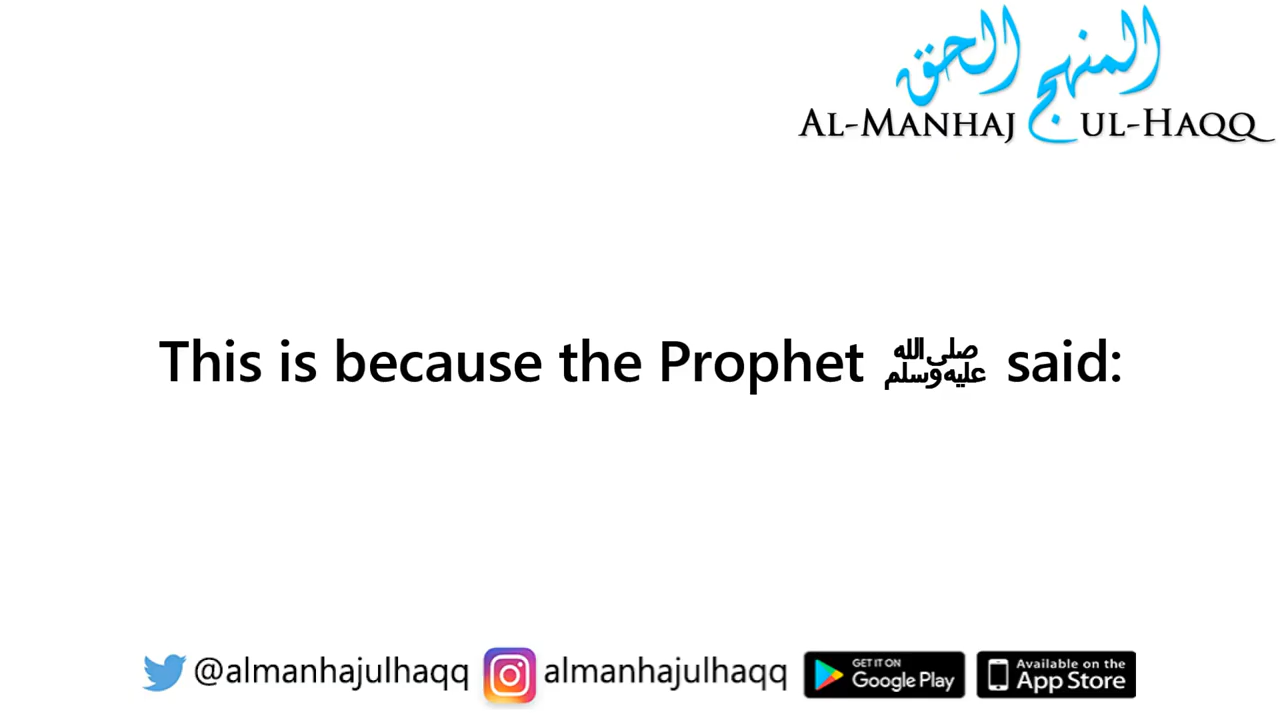 المنهج الحق
AL-MANHAJ UL-HAQQ
This is because the Prophet ﷺ said:
@almanhajulhaqq almanhajulhaqq GET IT ON Google Play Available on the App Store